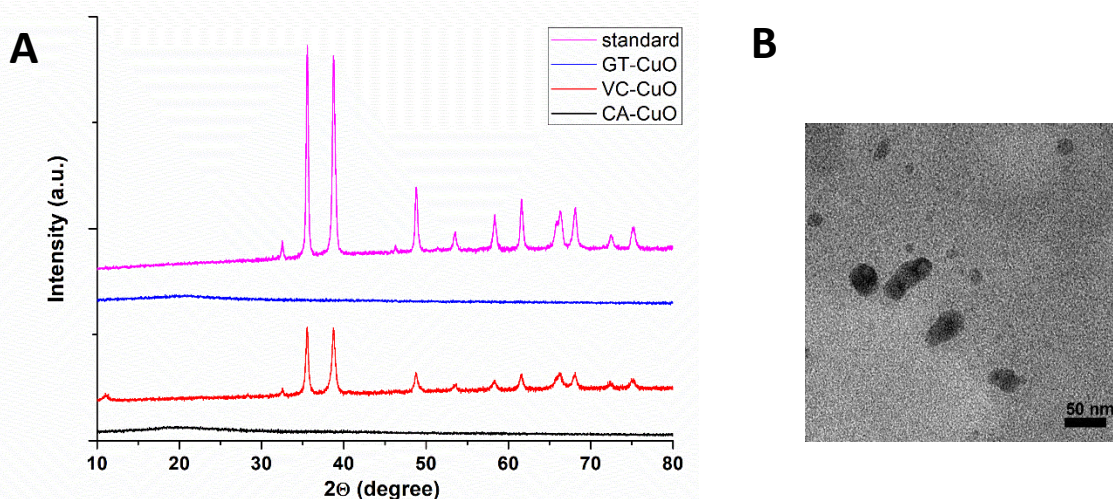 A
standard
GT-CuO
VC-CuO
CA-CuO
Intensity (a.u.)
10 20 30 40 50 60 70 80
2Θ (degree)
B
50 nm